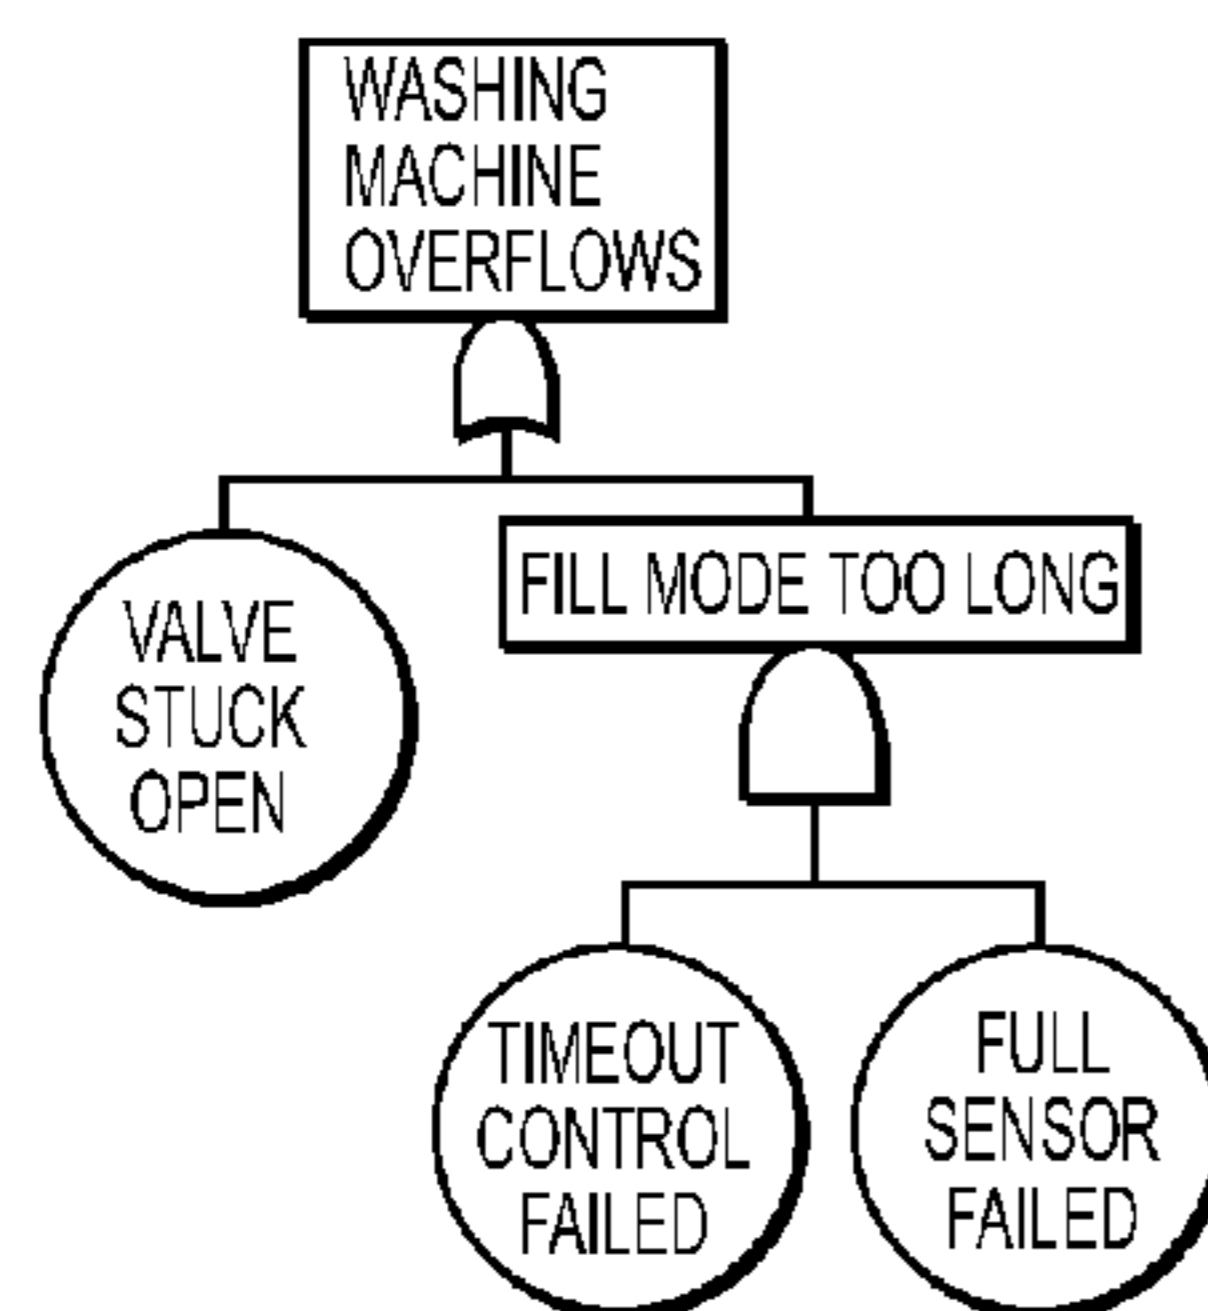 WASHING
MACHINE
OVERFLOWS
FILL MODE TOO LONG
VALVE
STUCK
OPEN
TIMEOUT
CONTROL
FAILED
FULL
SENSOR
FAILED